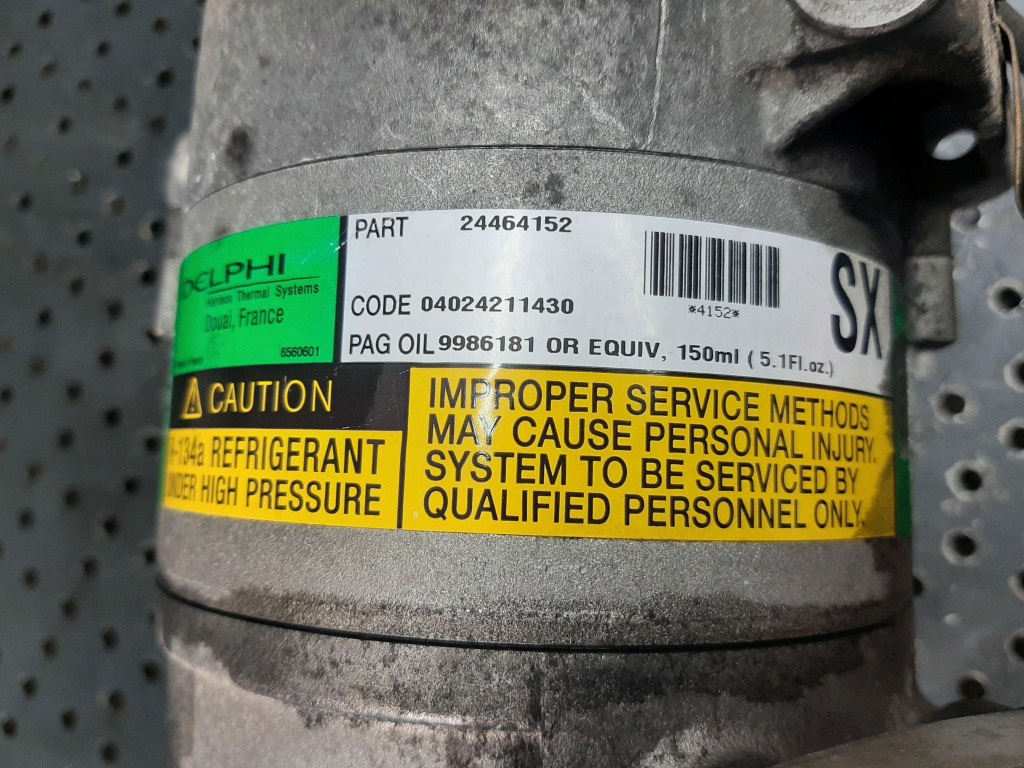 DELPHI
Harrison Thermal Systems
Douai, France
6560601
PART 24464152
*4152*
SX
CODE 04024211430
PAG OIL 9986181 OR EQUIV, 150ml (5.1Fl.oz.)
CAUTION
R-134a REFRIGERANT
UNDER HIGH PRESSURE
IMPROPER SERVICE METHODS
MAY CAUSE PERSONAL INJURY.
SYSTEM TO BE SERVICED BY
QUALIFIED PERSONNEL ONLY.